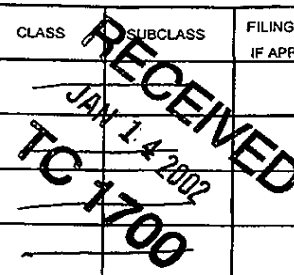 CLASS SUBCLASS FILING
IF APP
RECEIVED
JAN 14 2002
TC 1700